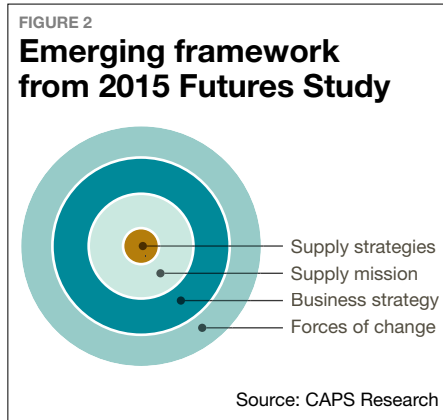 FIGURE 2
Emerging framework
from 2015 Futures Study
Supply strategies
Supply mission
Business strategy
Forces of change
Source: CAPS Research